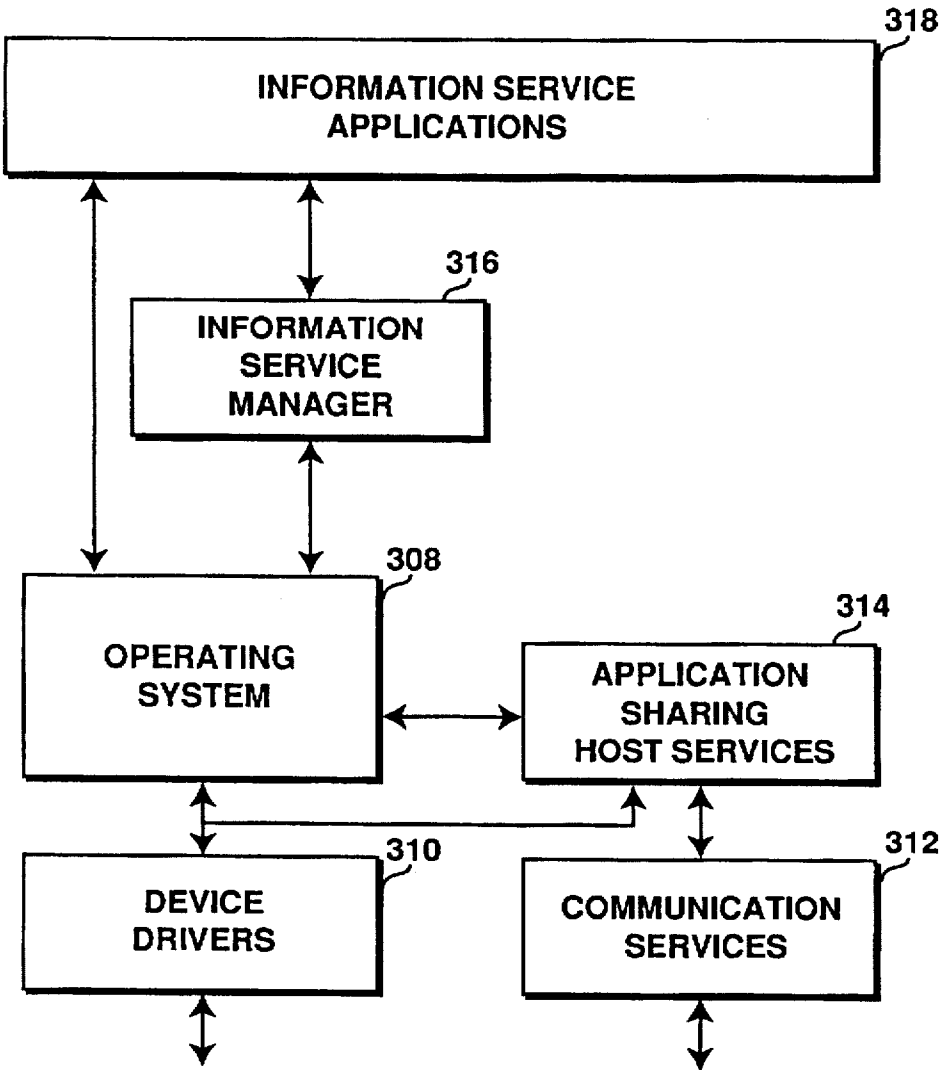 318
INFORMATION SERVICE
APPLICATIONS
316
INFORMATION
SERVICE
MANAGER
308
OPERATING
SYSTEM
314
APPLICATION
SHARING
HOST SERVICES
310
DEVICE
DRIVERS
312
COMMUNICATION
SERVICES